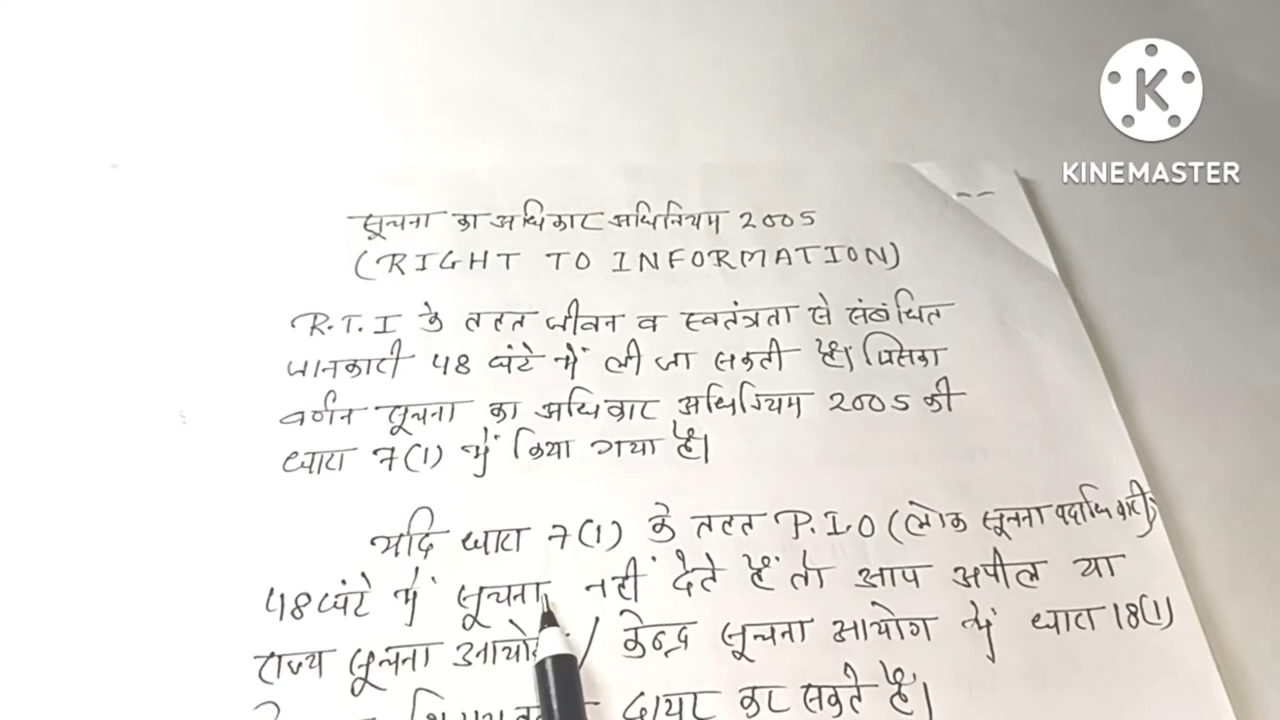 KINEMASTER
सूचना का अधिकार अधिनियम 2005
(RIGHT TO INFORMATION)
R.T.I के तहत जीवन व स्वतंत्रता से संबंधित
जानकारी 48 घंटे में ली जा सकती है। जिसका
वर्णन सूचना का अधिकार अधिनियम 2005 की
धारा 7(1) में किया गया है।
यदि धारा 7(1) के तहत P.I.O (लोक सूचना पदाधिकारी)
48 घंटे में सूचना नहीं देते हैं तो आप अपील या
राज्य सूचना / केन्द्र सूचना आयोग में धारा 18(1)
दायर कर सकते हैं।